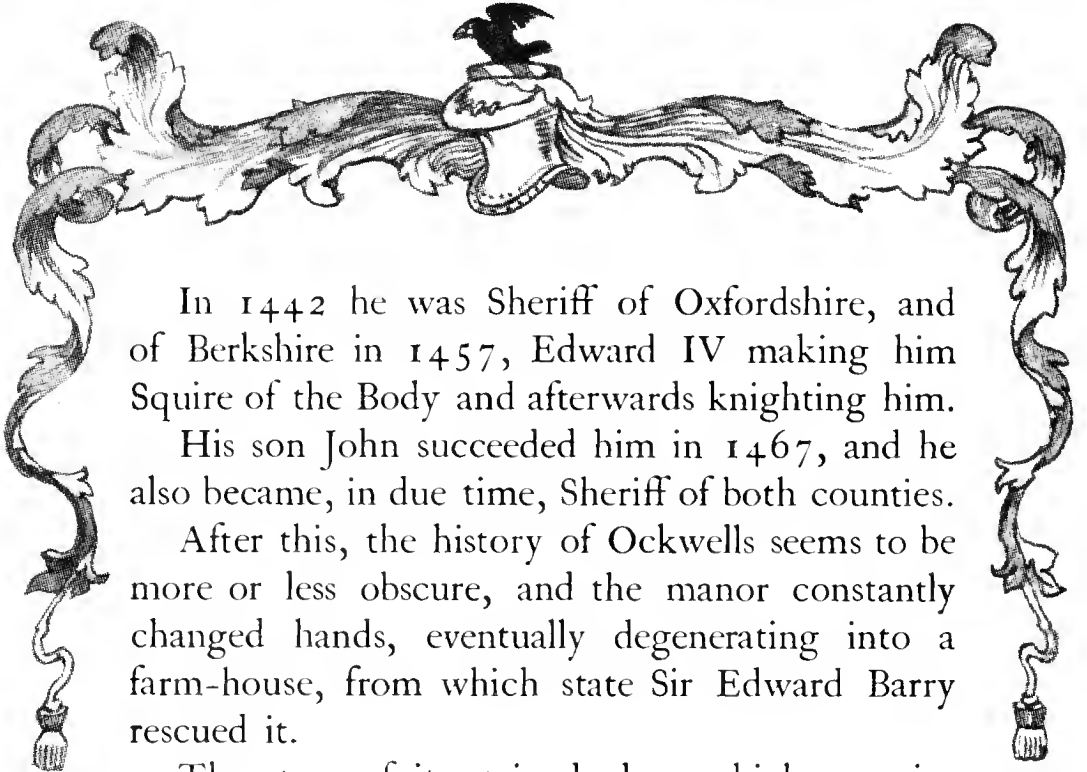 In 1442 he was Sheriff of Oxfordshire, and
of Berkshire in 1457, Edward IV making him
Squire of the Body and afterwards knighting him.
His son John succeeded him in 1467, and he
also became, in due time, Sheriff of both counties.
After this, the history of Ockwells seems to be
more or less obscure, and the manor constantly
changed hands, eventually degenerating into a
farm-house, from which state Sir Edward Barry
rescued it.